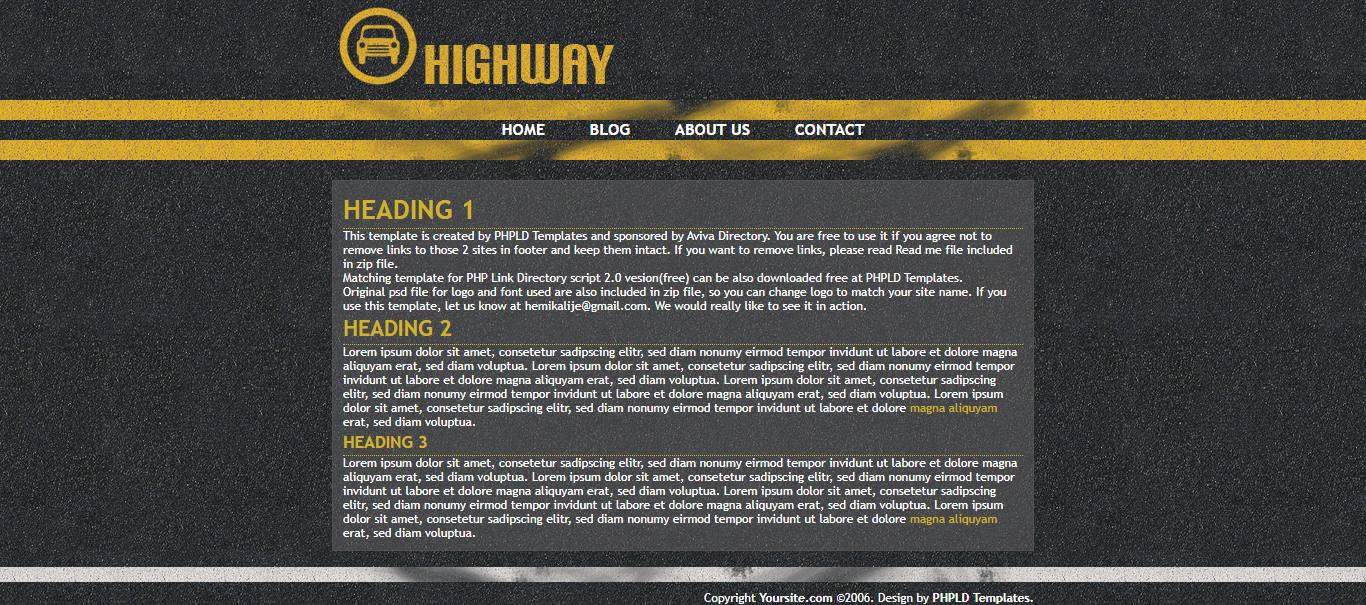 HIGHWAY
HOME BLOG ABOUT US CONTACT
HEADING 1
This template is created by PHPLD Templates and sponsored by Aviva Directory. You are free to use it if you agree not to
remove links to those 2 sites in footer and keep them intact. If you want to remove links, please read Read me file included
in zip file.
Matching template for PHP Link Directory script 2.0 vesion(free) can be also downloaded free at PHPLD Templates.
Original psd file for logo and font used are also included in zip file, so you can change logo to match your site name. If you
use this template, let us know at hemikalije@gmail.com. We would really like to see it in action.
HEADING 2
Lorem ipsum dolor sit amet, consetetur sadipscing elitr, sed diam nonumy eirmod tempor invidunt ut labore et dolore magna
aliquyam erat, sed diam voluptua. Lorem ipsum dolor sit amet, consetetur sadipscing elitr, sed diam nonumy eirmod tempor
invidunt ut labore et dolore magna aliquyam erat, sed diam voluptua. Lorem ipsum dolor sit amet, consetetur sadipscing
elitr, sed diam nonumy eirmod tempor invidunt ut labore et dolore magna aliquyam erat, sed diam voluptua. Lorem ipsum
dolor sit amet, consetetur sadipscing elitr, sed diam nonumy eirmod tempor invidunt ut labore et dolore magna aliquyam
erat, sed diam voluptua.
HEADING 3
Lorem ipsum dolor sit amet, consetetur sadipscing elitr, sed diam nonumy eirmod tempor invidunt ut labore et dolore magna
aliquyam erat, sed diam voluptua. Lorem ipsum dolor sit amet, consetetur sadipscing elitr, sed diam nonumy eirmod tempor
invidunt ut labore et dolore magna aliquyam erat, sed diam voluptua. Lorem ipsum dolor sit amet, consetetur sadipscing
elitr, sed diam nonumy eirmod tempor invidunt ut labore et dolore magna aliquyam erat, sed diam voluptua. Lorem ipsum
dolor sit amet, consetetur sadipscing elitr, sed diam nonumy eirmod tempor invidunt ut labore et dolore magna aliquyam
erat, sed diam voluptua.
Copyright Yoursite.com ©2006. Design by PHPLD Templates.